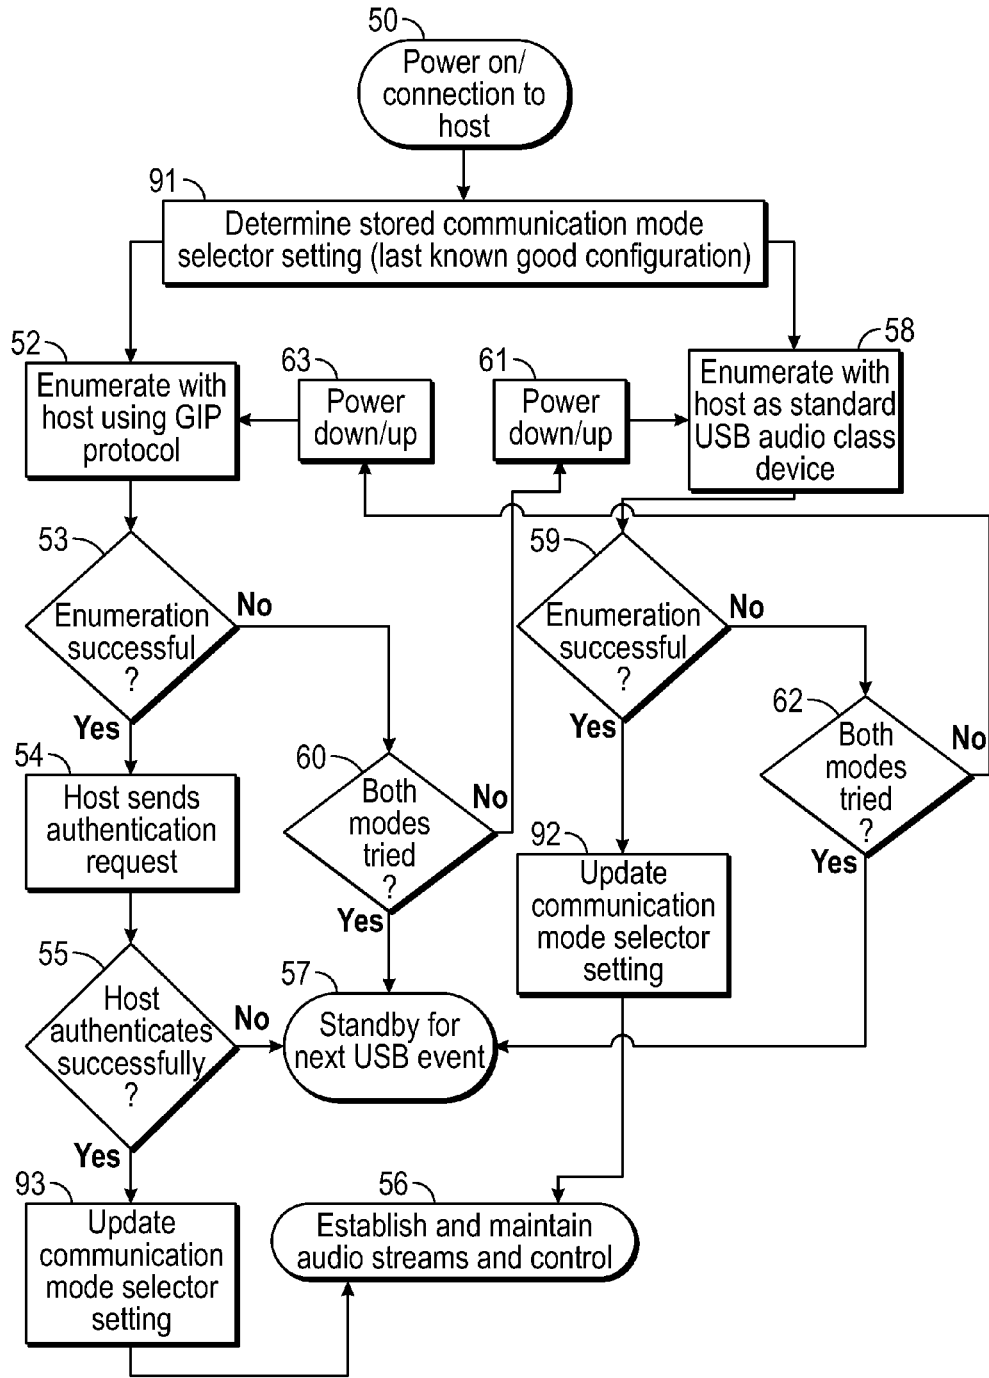 50
Power on/
connection to
host
91
Determine stored communication mode
selector setting (last known good configuration)
52
Enumerate with
host using GIP
protocol
63
Power
down/up
61
Power
down/up
58
Enumerate with
host as standard
USB audio class
device
53
Enumeration
successful
?
No
Yes
59
Enumeration
successful
?
No
Yes
54
Host sends
authentication
request
60
Both
modes
tried
?
No
Yes
62
Both
modes
tried
?
No
Yes
92
Update
communication
mode selector
setting
55
Host
authenticates
successfully
?
No
Yes
57
Standby for
next USB event
93
Update
communication
mode selector
setting
56
Establish and maintain
audio streams and control